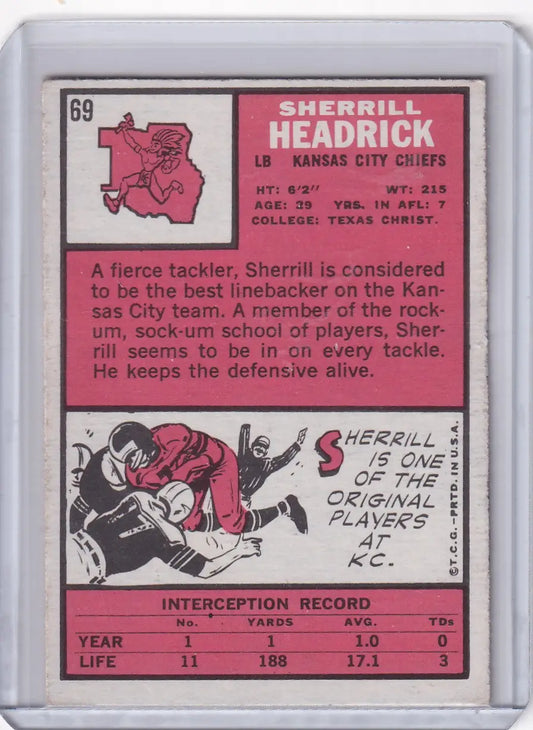 69
SHERRILL
HEADRICK
LB KANSAS CITY CHIEFS
HT: 6'2" WT: 215
AGE: 39 YRS. IN AFL: 7
COLLEGE: TEXAS CHRIST.
A fierce tackler, Sherrill is considered
to be the best linebacker on the Kan-
sas City team. A member of the rock-
um, sock-um school of players, Sher-
rill seems to be in on every tackle.
He keeps the defensive alive.
SHERRILL
IS ONE
OF THE
ORIGINAL
PLAYERS
AT
KC.
©T.C.G.-PRTD. IN U.S.A.
INTERCEPTION RECORD
No. YARDS AVG. TDs
YEAR 1 1 1.0 0
LIFE 11 188 17.1 3